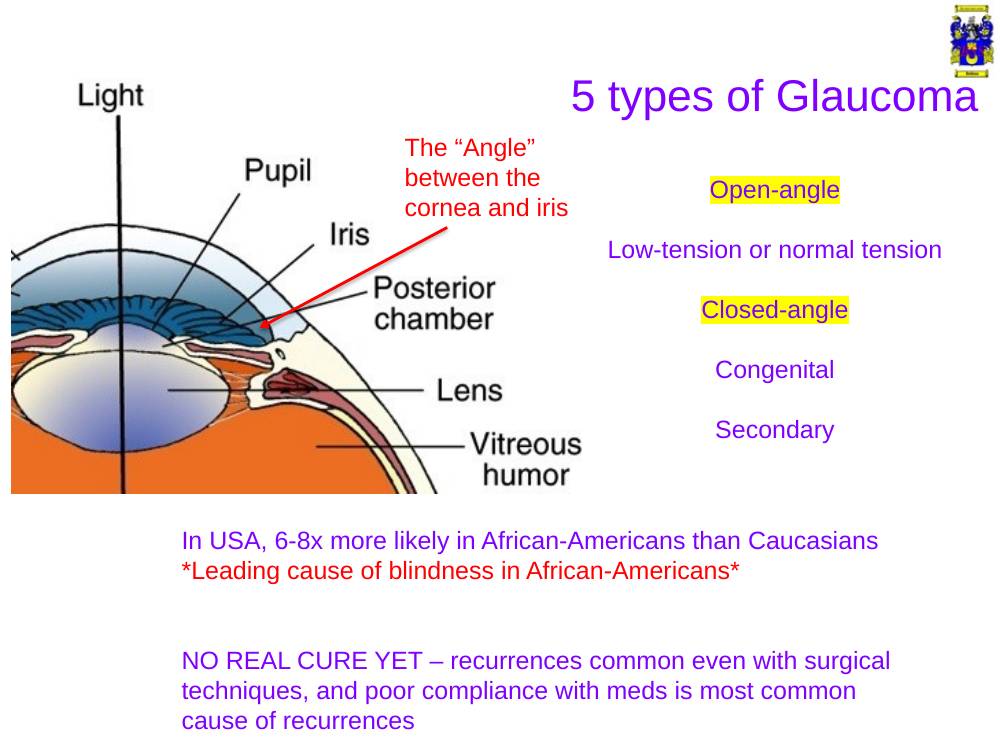 5 types of Glaucoma
Light
The “Angle”
between the
cornea and iris
Pupil
Iris
Posterior
chamber
Lens
Vitreous
humor
Open-angle
Low-tension or normal tension
Closed-angle
Congenital
Secondary
In USA, 6-8x more likely in African-Americans than Caucasians
*Leading cause of blindness in African-Americans*
NO REAL CURE YET – recurrences common even with surgical
techniques, and poor compliance with meds is most common
cause of recurrences